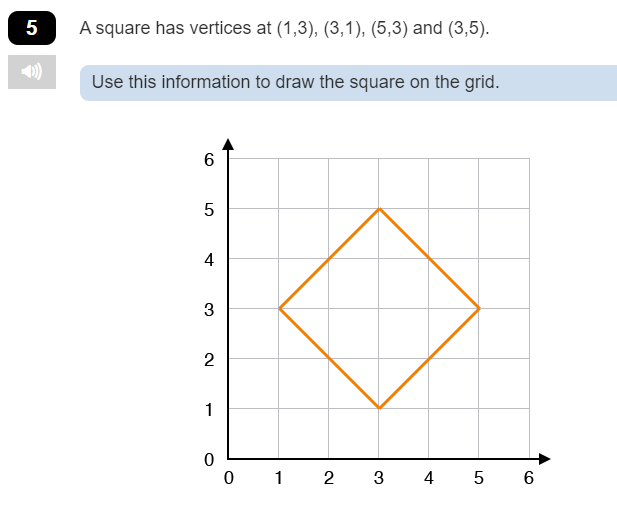 5
A square has vertices at (1,3), (3,1), (5,3) and (3,5).
Use this information to draw the square on the grid.
6
5
4
3
2
1
0
0 1 2 3 4 5 6